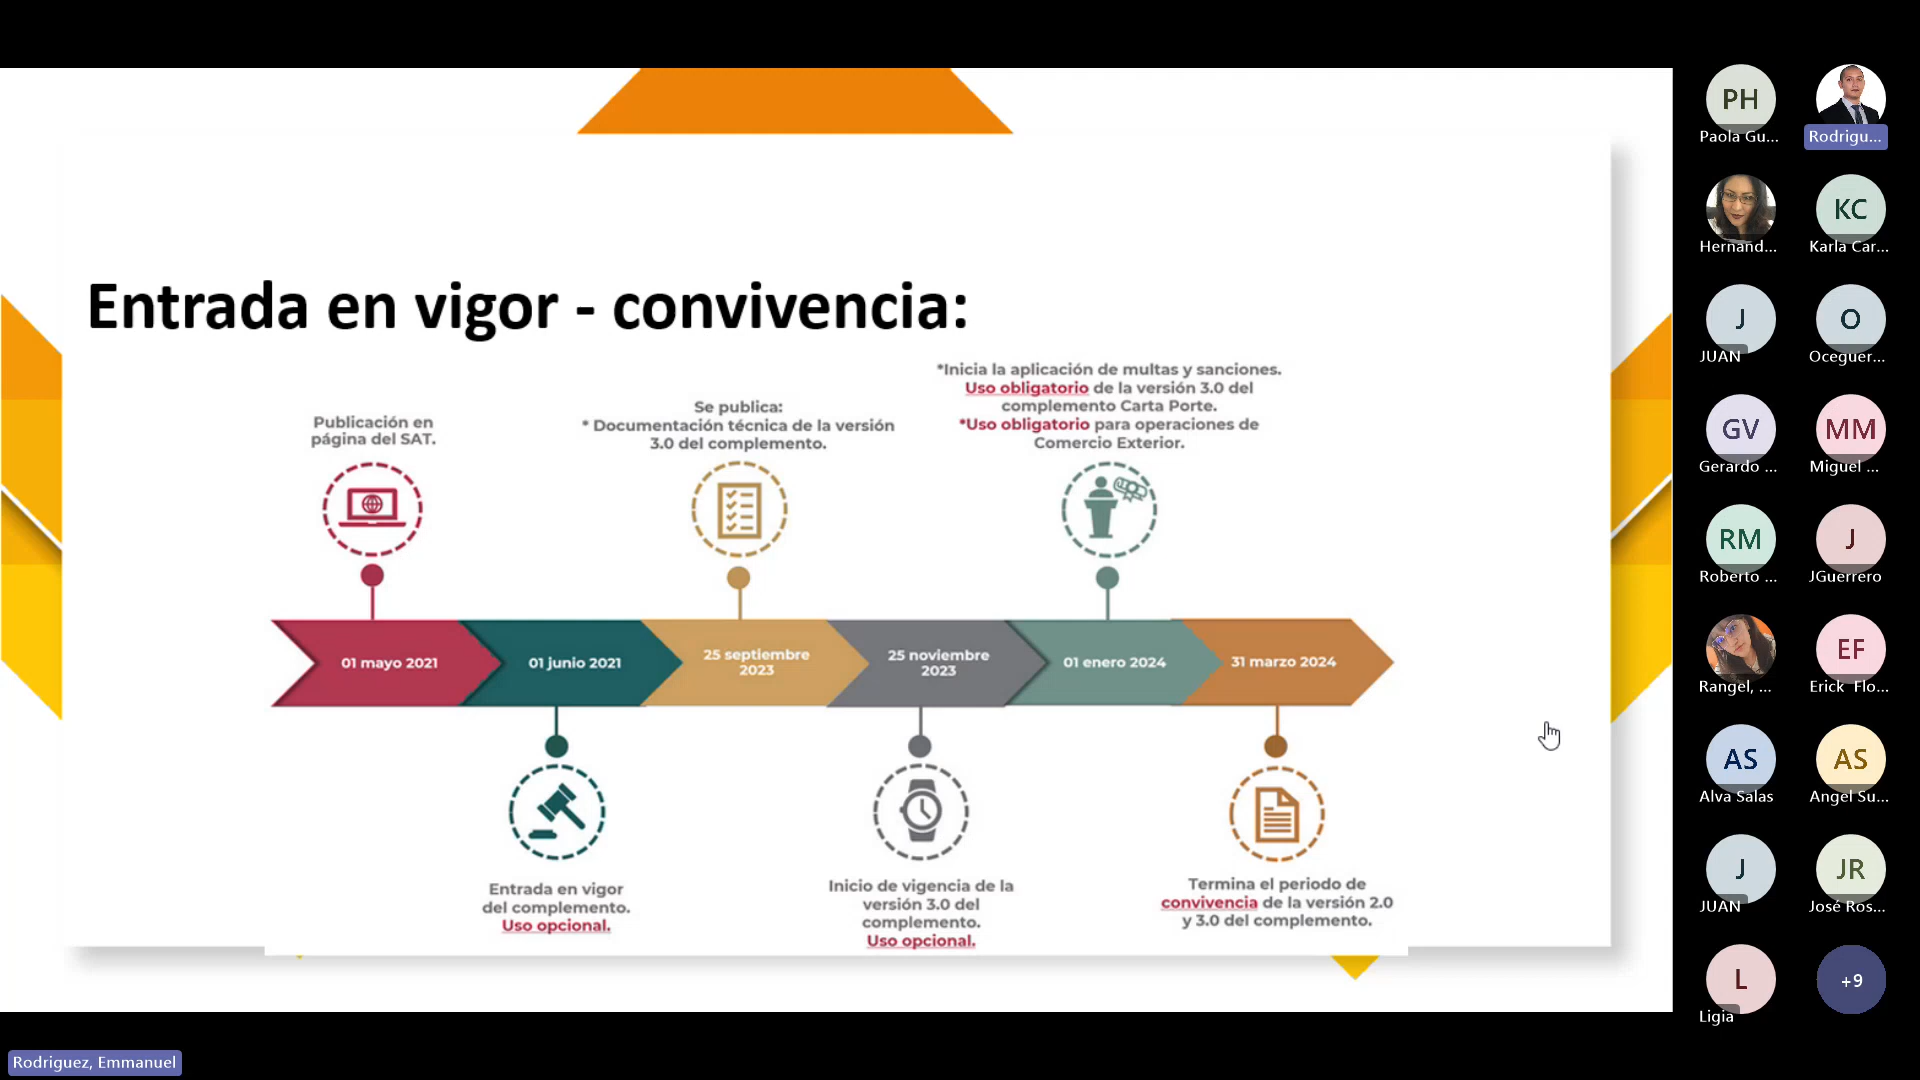 Entrada en vigor - convivencia:
Publicación en
página del SAT.
Se publica:
* Documentación técnica de la versión
3.0 del complemento.
*Inicia la aplicación de multas y sanciones.
Uso obligatorio de la versión 3.0 del
complemento Carta Porte.
*Uso obligatorio para operaciones de
Comercio Exterior.
01 mayo 2021
01 junio 2021
25 septiembre
2023
25 noviembre
2023
01 enero 2024
31 marzo 2024
Entrada en vigor
del complemento.
Uso opcional.
Inicio de vigencia de la
versión 3.0 del
complemento.
Uso opcional.
Termina el periodo de
convivencia de la versión 2.0
y 3.0 del complemento.
PH
Paola Gu...
Rodrigu...
Hernánd...
KC
Karla Car...
J
JUAN
O
Oceguer...
GV
Gerardo ...
MM
Miguel ...
RM
Roberto ...
J
JGuerrero
Rangel, ...
EF
Erick Flo...
AS
Alva Salas
AS
Angel Su...
J
JUAN
JR
José Ros...
L
Ligia
+9
Rodriguez, Emmanuel